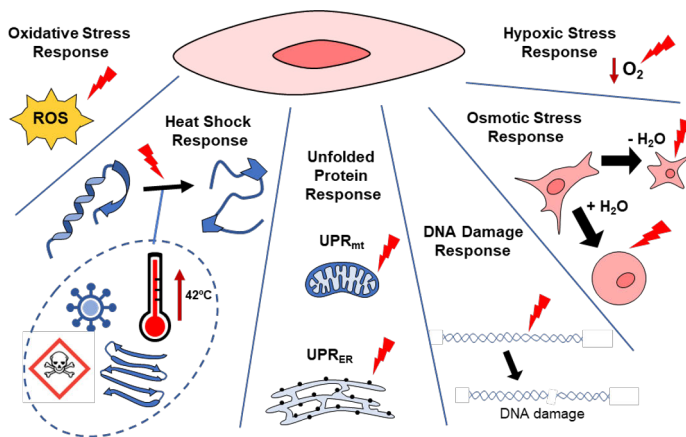 Oxidative Stress
Response
ROS
Heat Shock
Response
42ºC
Unfolded
Protein
Response
UPRmt
UPRER
DNA Damage
Response
DNA damage
Hypoxic Stress
Response
O2
Osmotic Stress
Response
- H2O
+ H2O